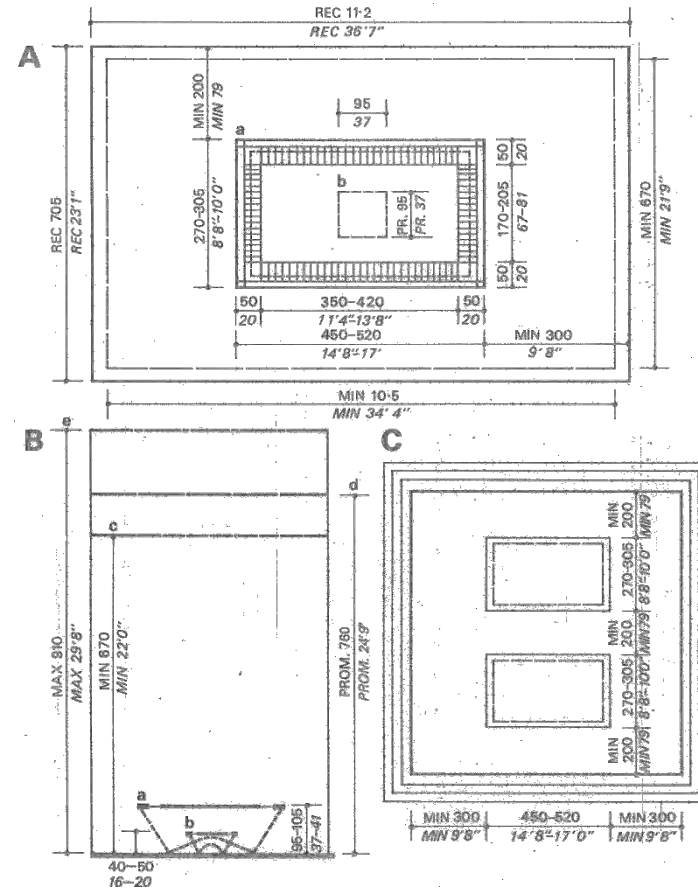 REC 11·2
REC 36'7"
A
MIN 200
MIN 79
95
37
a
50
20
b
PR. 95
PR. 37
170–205
67–81
270–305
8'8"–10'0"
REC 705
REC 23'1"
MIN 670
MIN 21'9"
50
20
50
20
350–420
11'4"–13'8"
50
20
450–520
14'8"–17'
MIN 300
9'8"
MIN 10·5
MIN 34' 4"
e
B
d
c
MAX 910
MAX 29'8"
MIN 670
MIN 22'0"
PROM. 760
PROM. 24'9"
a
b
95–105
37–41
40–50
16–20
C
MIN
200
MIN 79
270–305
8'8"–10'0"
MIN
200
MIN 79
270–305
8'8"–10'0"
MIN
200
MIN 79
MIN 300
MIN 9'8"
450–520
14'8"–17'0"
MIN 300
MIN 9'8"